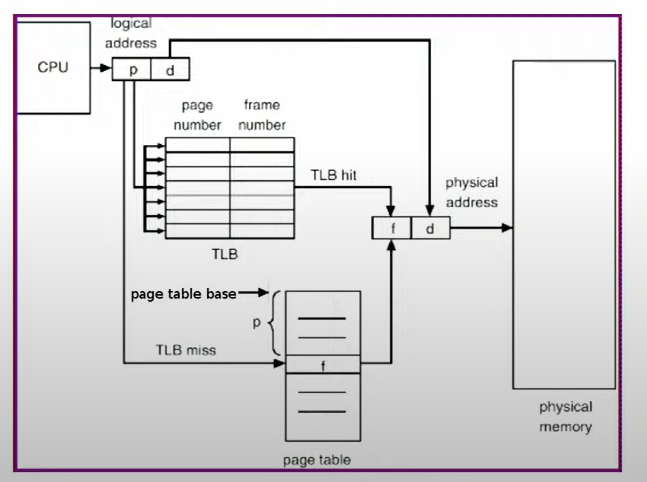 logical
address
CPU
p d
page frame
number number
TLB hit
physical
address
f d
TLB
page table base
p
TLB miss
f
physical
memory
page table